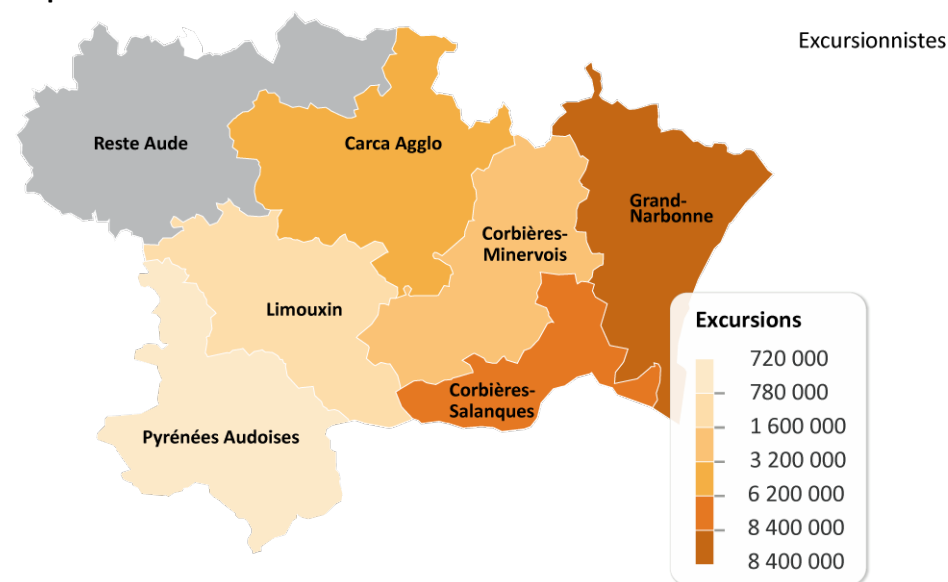 Excursionnistes
Reste Aude
Carca Agglo
Grand-
Narbonne
Corbières-
Minervois
Limouxin
Corbières-
Salanques
Pyrénées Audoises
Excursions
720 000
780 000
1 600 000
3 200 000
6 200 000
8 400 000
8 400 000